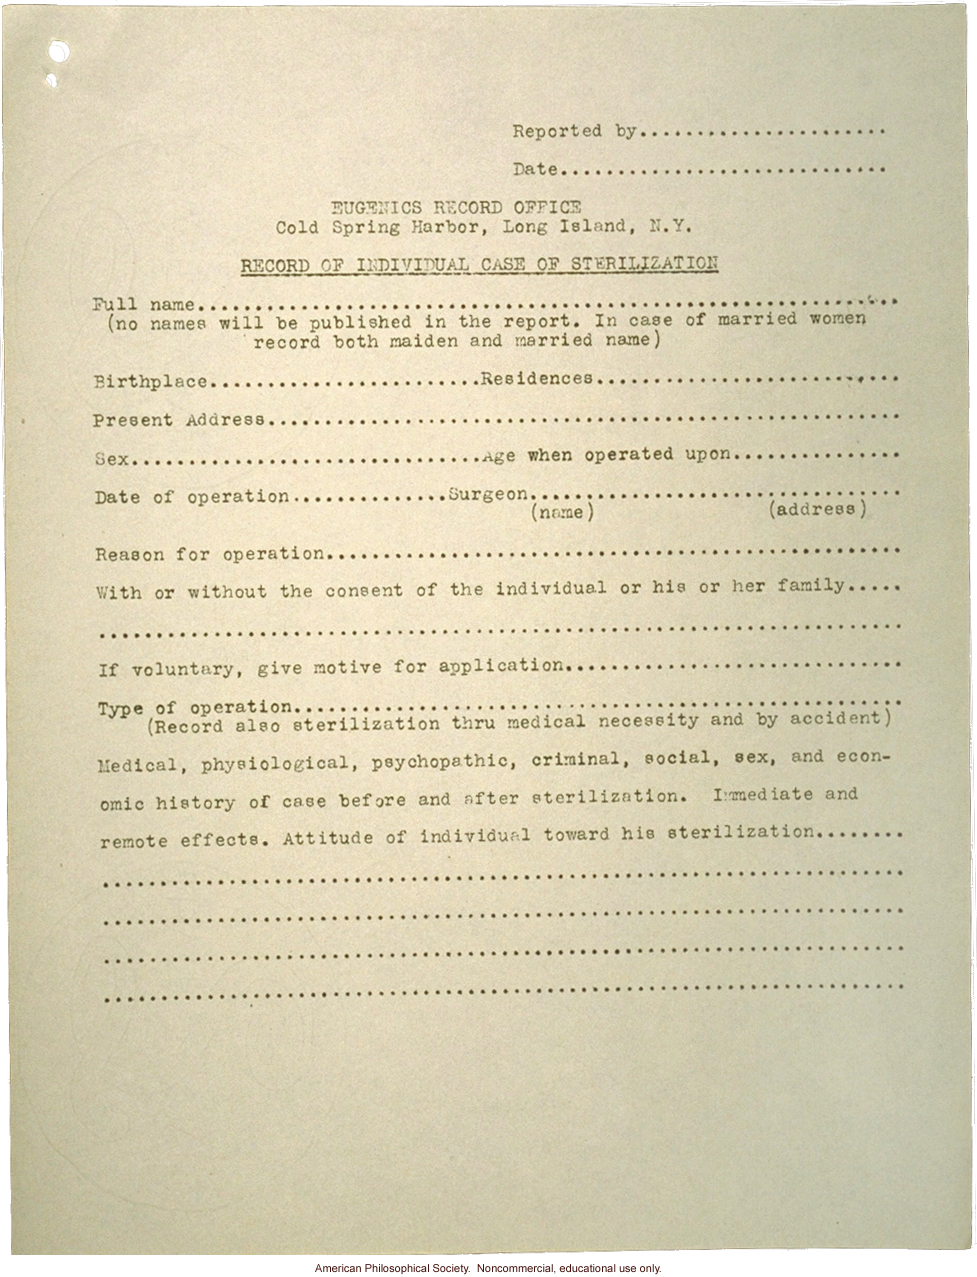 Reported by......................
Date.............................
EUGENICS RECORD OFFICE
Cold Spring Harbor, Long Island, N.Y.
RECORD OF INDIVIDUAL CASE OF STERILIZATION
Full name..............................................................
(no names will be published in the report. In case of married women
record both maiden and married name)
Birthplace........................Residences...........................
Present Address........................................................
Sex...............................Age when operated upon...............
Date of operation..............Surgeon.................................
(name) (address)
Reason for operation...................................................
With or without the consent of the individual or his or her family.....
.......................................................................
If voluntary, give motive for application..............................
Type of operation......................................................
(Record also sterilization thru medical necessity and by accident)
Medical, physiological, psychopathic, criminal, social, sex, and econ-
omic history of case before and after sterilization. Immediate and
remote effects. Attitude of individual toward his sterilization........
.......................................................................
.......................................................................
.......................................................................
.......................................................................
American Philosophical Society. Noncommercial, educational use only.